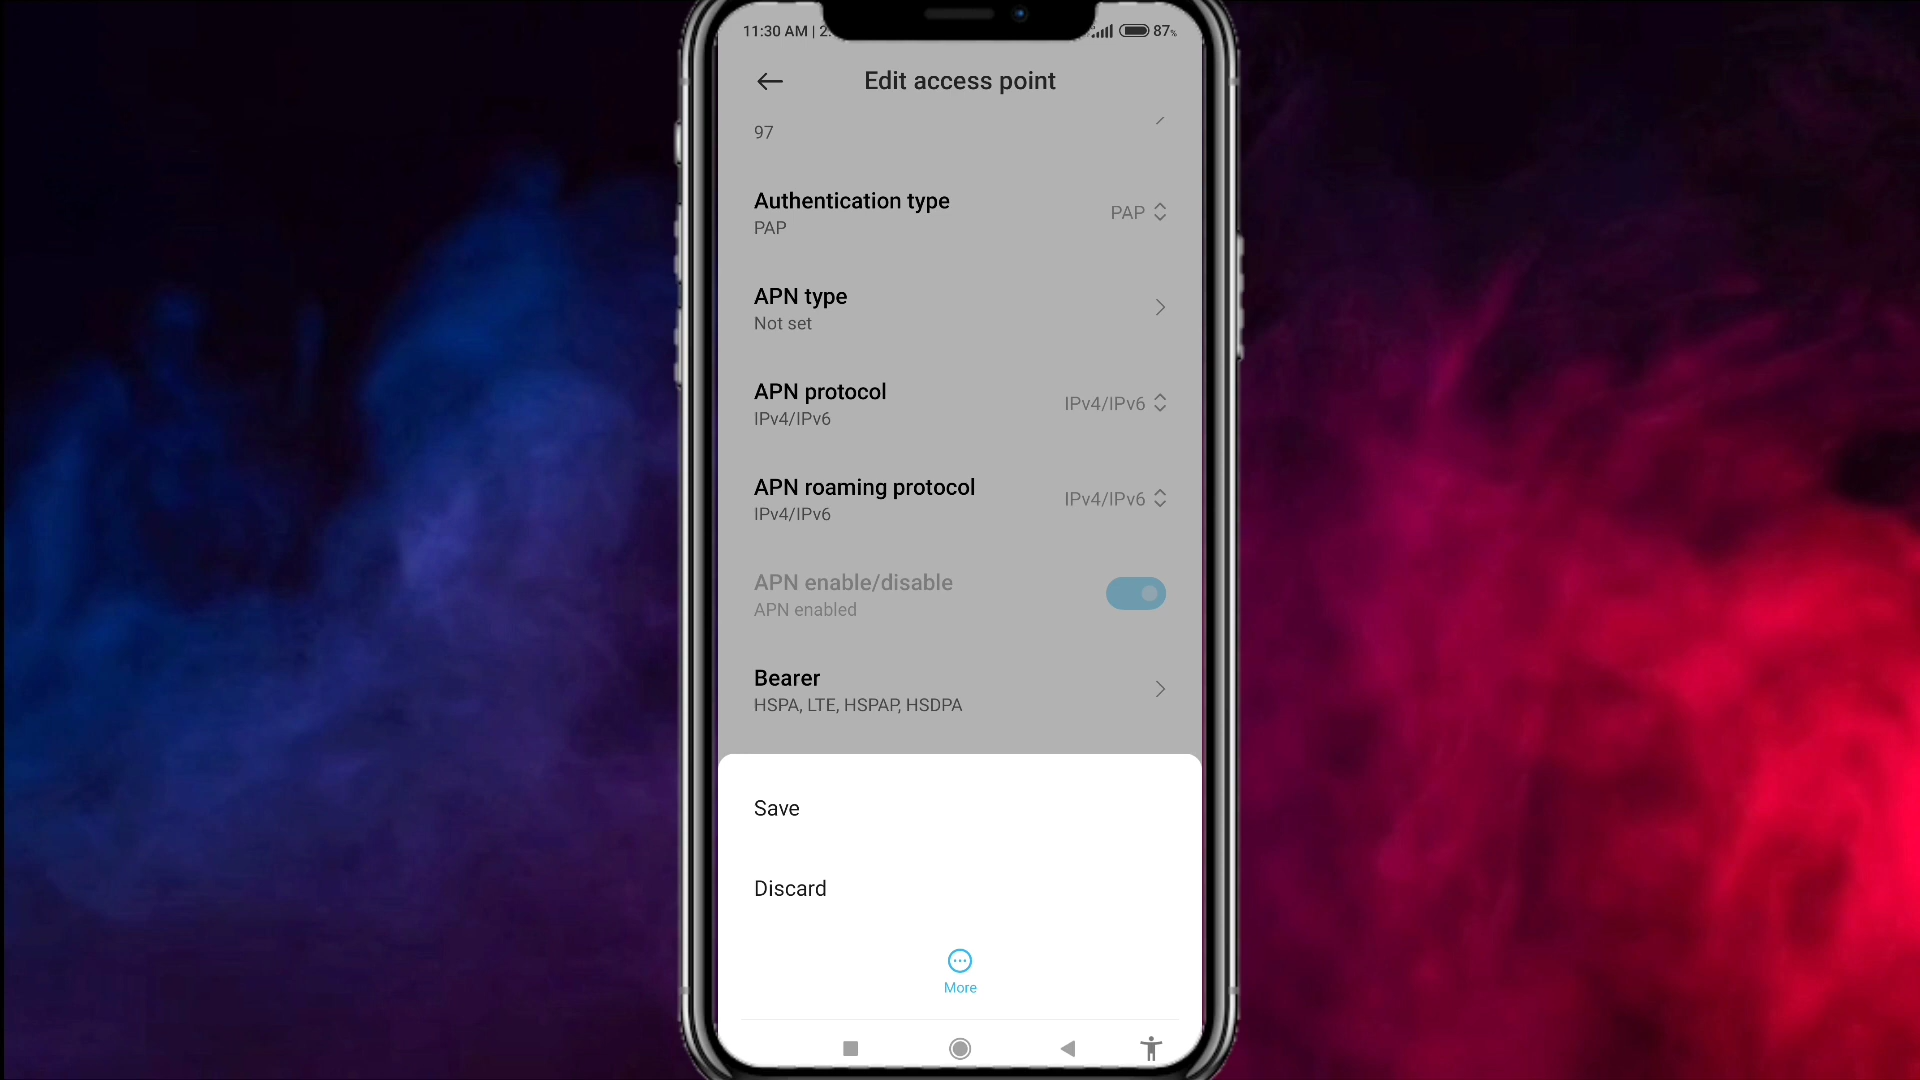 11:30 AM | 2. 87%
Edit access point
97
Authentication type
PAP
PAP
APN type
Not set
APN protocol
IPv4/IPv6
IPv4/IPv6
APN roaming protocol
IPv4/IPv6
IPv4/IPv6
APN enable/disable
APN enabled
Bearer
HSPA, LTE, HSPAP, HSDPA
Save
Discard
More